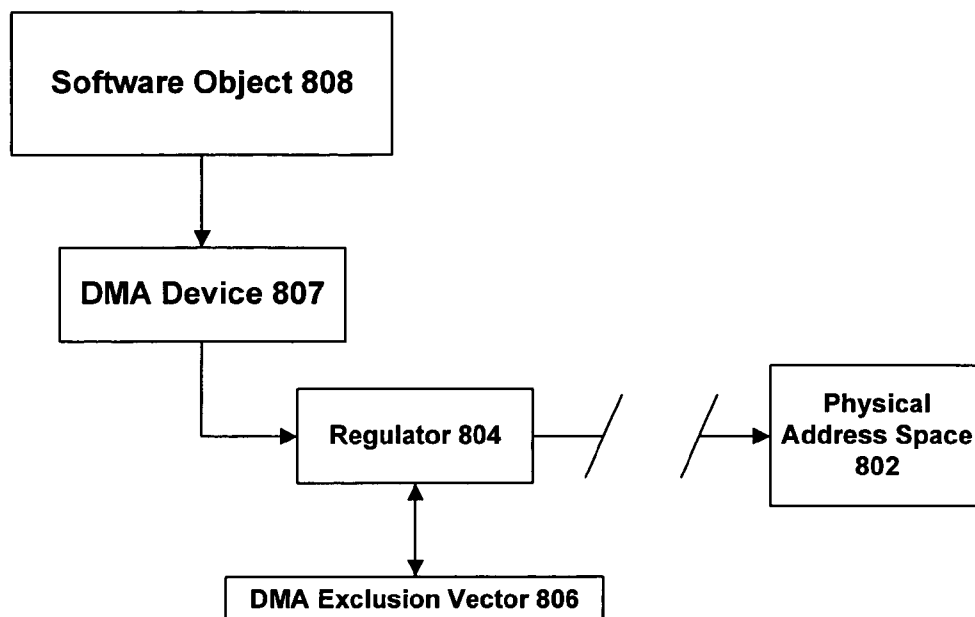 Software Object 808
DMA Device 807
Regulator 804
Physical
Address Space
802
DMA Exclusion Vector 806